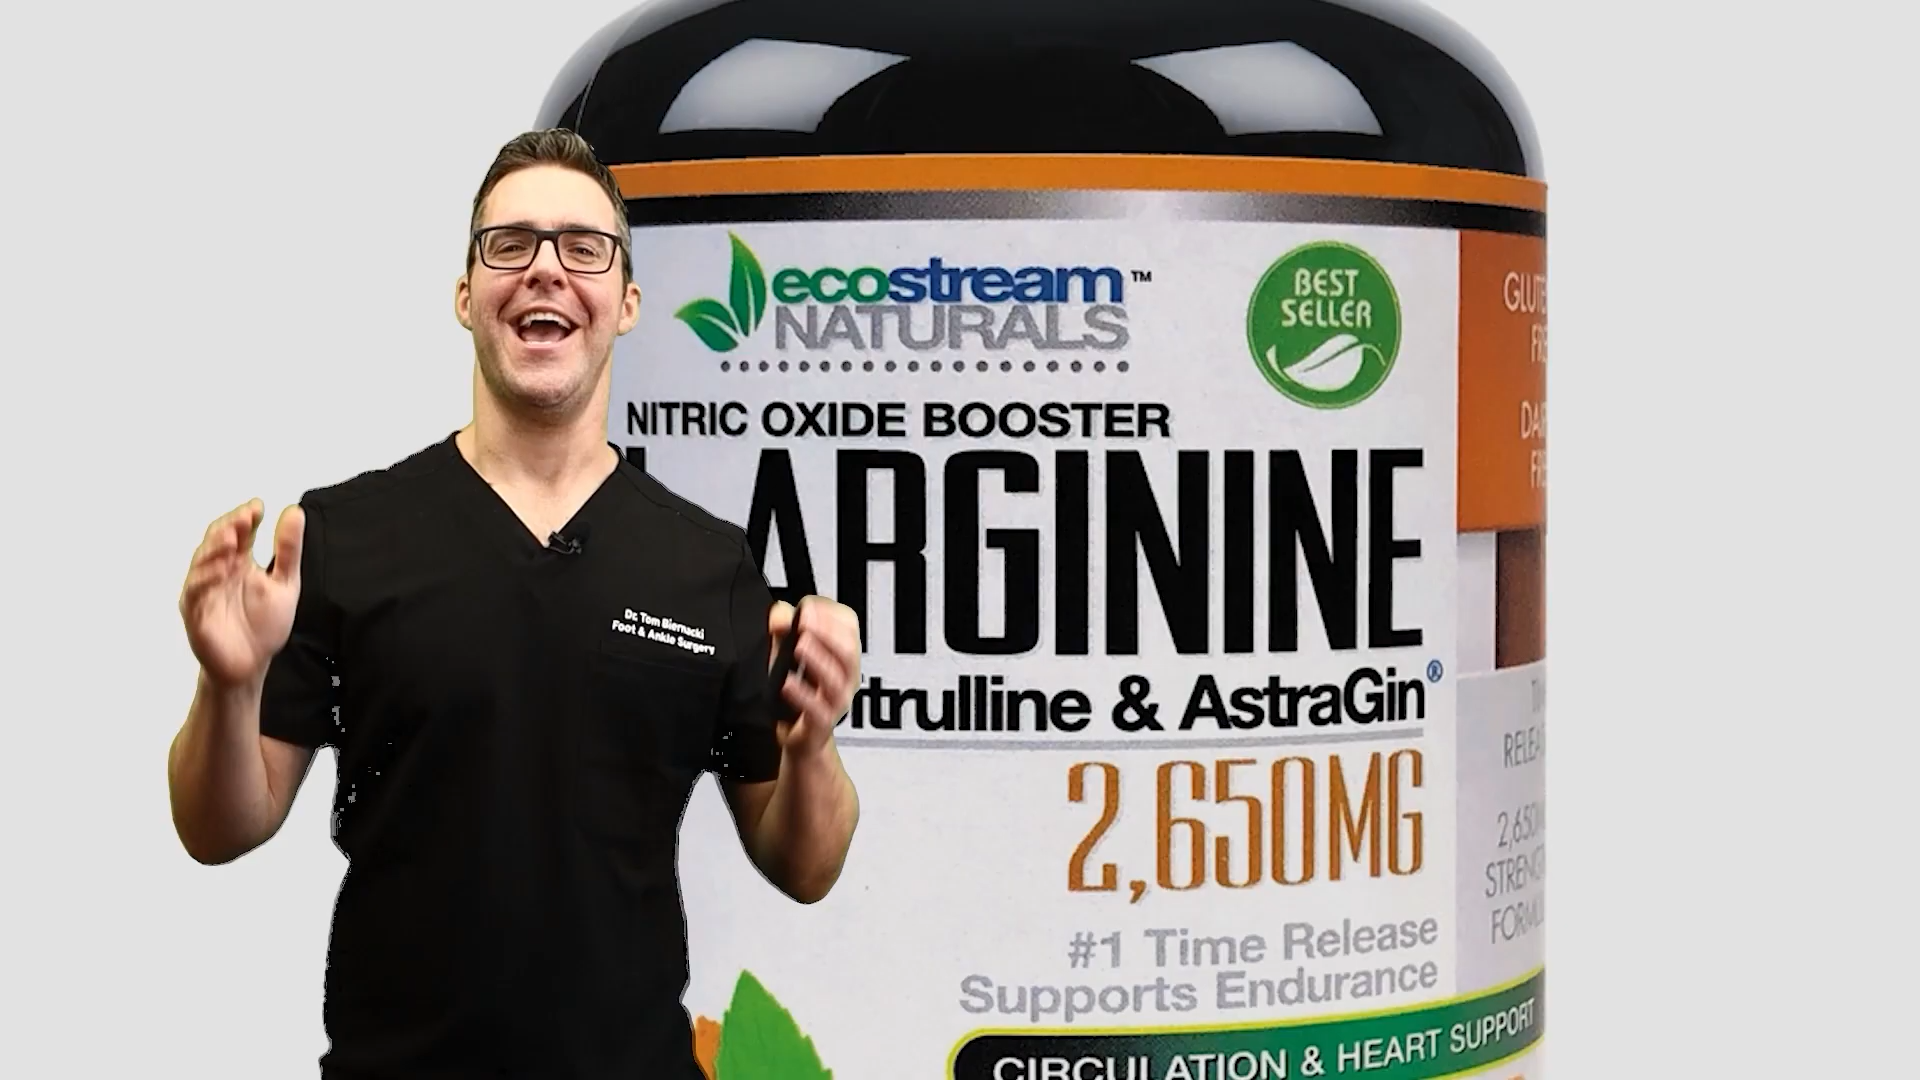 ecostream™
NATURALS
BEST
SELLER
NITRIC OXIDE BOOSTER
ARGININE
itrulline & AstraGin®
2,650MG
#1 Time Release
Supports Endurance
CIRCULATION & HEART SUPPORT
Dr. Tom Biernacki
Foot & Ankle Surgery